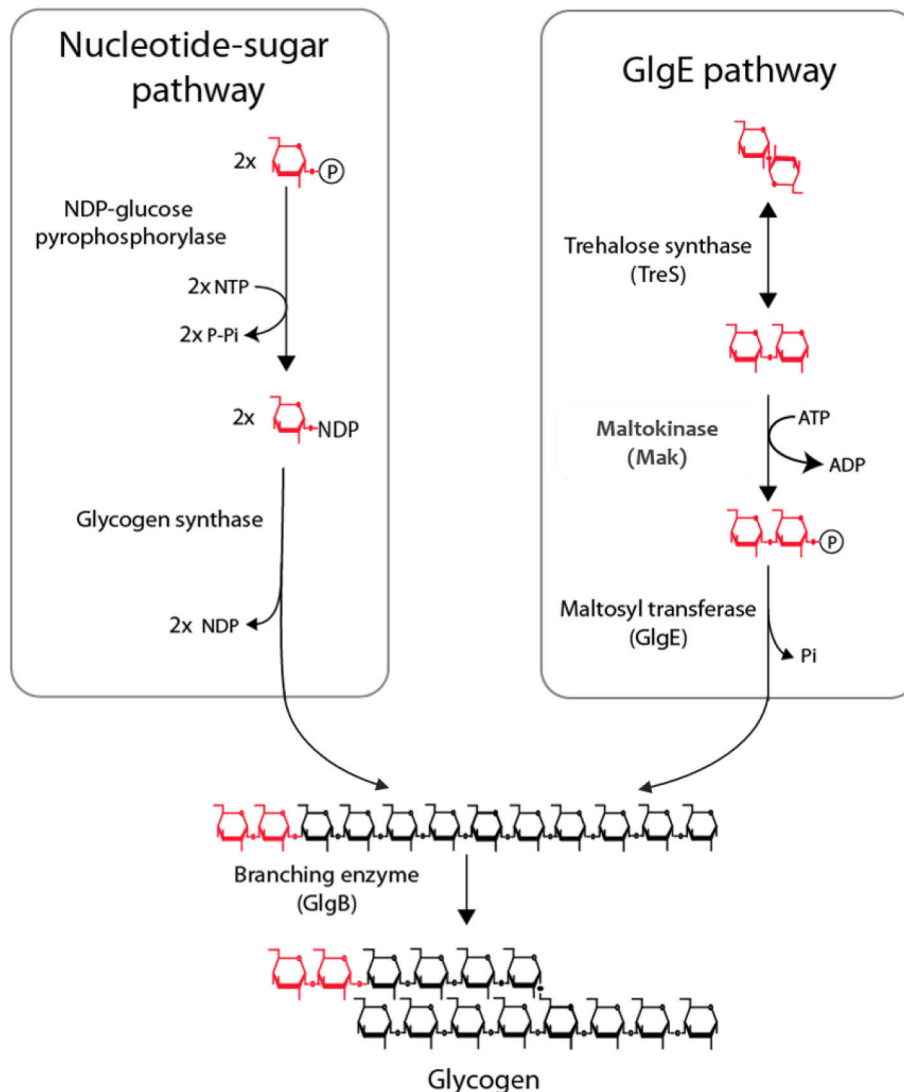 Nucleotide-sugar
pathway
2x
P
NDP-glucose
pyrophosphorylase
2x NTP
2x P-Pi
2x
NDP
Glycogen synthase
2x NDP
GlgE pathway
Trehalose synthase
(TreS)
Maltokinase
(Mak)
ATP
ADP
P
Maltosyl transferase
(GlgE)
Pi
Branching enzyme
(GlgB)
Glycogen